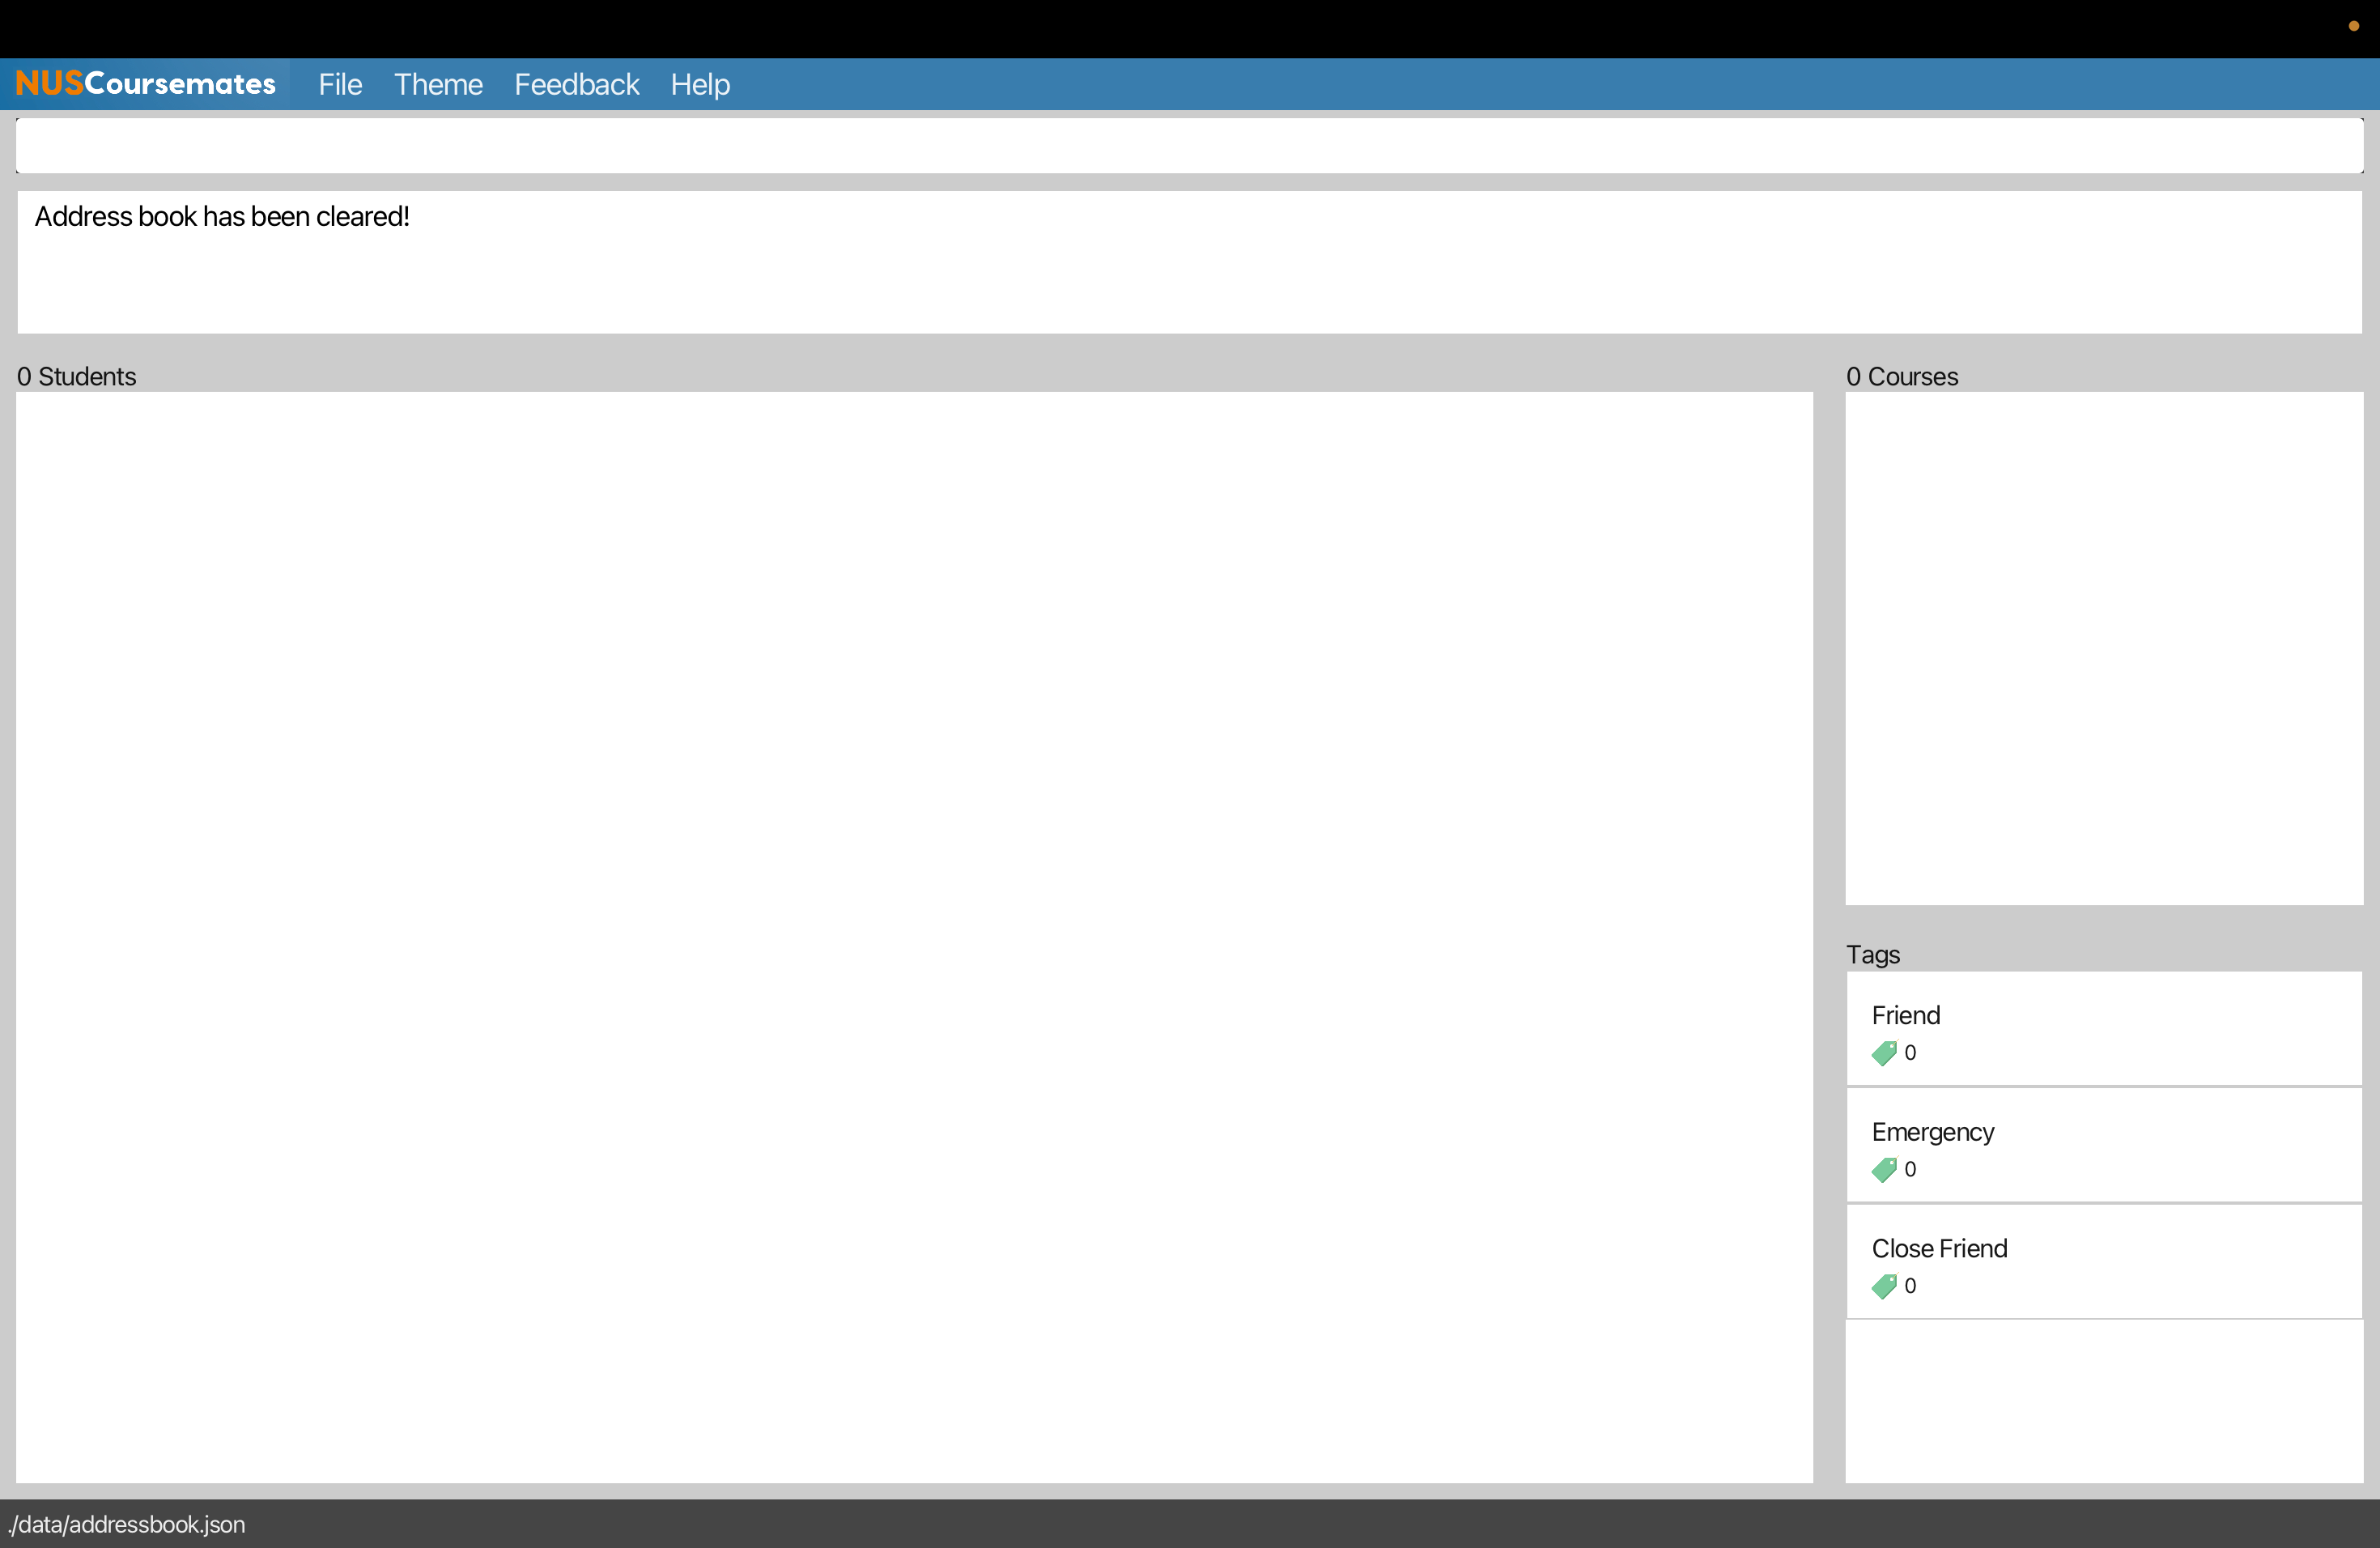 NUSCoursemates File Theme Feedback Help
Address book has been cleared!
0 Students
0 Courses
Tags
Friend
0
Emergency
0
Close Friend
0
./data/addressbook.json